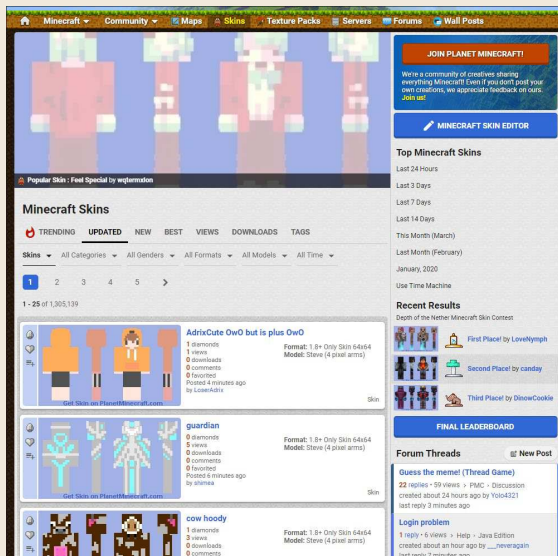 Minecraft Community Maps Skins Texture Packs Servers Forums Wall Posts
Popular Skin : Feel Special by wqtermxdon
Minecraft Skins
TRENDING UPDATED NEW BEST VIEWS DOWNLOADS TAGS
Skins All Categories All Genders All Formats All Models All Time
1 2 3 4 5
1 - 25 of 1,305,139
AdrixCute OwO but is plus OwO
1 diamonds
1 views
0 downloads
0 comments
0 favorited
Posted 4 minutes ago
by LoserAdrix
Format: 1.8+ Only Skin 64x64
Model: Steve (4 pixel arms)
Skin
Get Skin on PlanetMinecraft.com
guardian
0 diamonds
5 views
0 downloads
0 comments
0 favorited
Posted 6 minutes ago
by shimea
Format: 1.8+ Only Skin 64x64
Model: Steve (4 pixel arms)
Skin
Get Skin on PlanetMinecraft.com
cow hoody
1 diamonds
3 views
0 downloads
0 comments
Format: 1.8+ Only Skin 64x64
Model: Steve (4 pixel arms)
JOIN PLANET MINECRAFT!
We're a community of creatives sharing
everything Minecraft! Even if you don't post your
own creations, we appreciate feedback on ours.
Join us!
MINECRAFT SKIN EDITOR
Top Minecraft Skins
Last 24 Hours
Last 3 Days
Last 7 Days
Last 14 Days
This Month (March)
Last Month (February)
January, 2020
Use Time Machine
Recent Results
Depth of the Nether Minecraft Skin Contest
First Place! by LoveNymph
Second Place! by canday
Third Place! by DinowCookie
FINAL LEADERBOARD
Forum Threads New Post
Guess the meme! (Thread Game)
22 replies • 59 views > PMC > Discussion
created about 24 hours ago by Yolo4321
last reply 3 minutes ago
Login problem
1 reply • 6 views > Help > Java Edition
created about an hour ago by ___neveragain
last reply 7 minutes ago